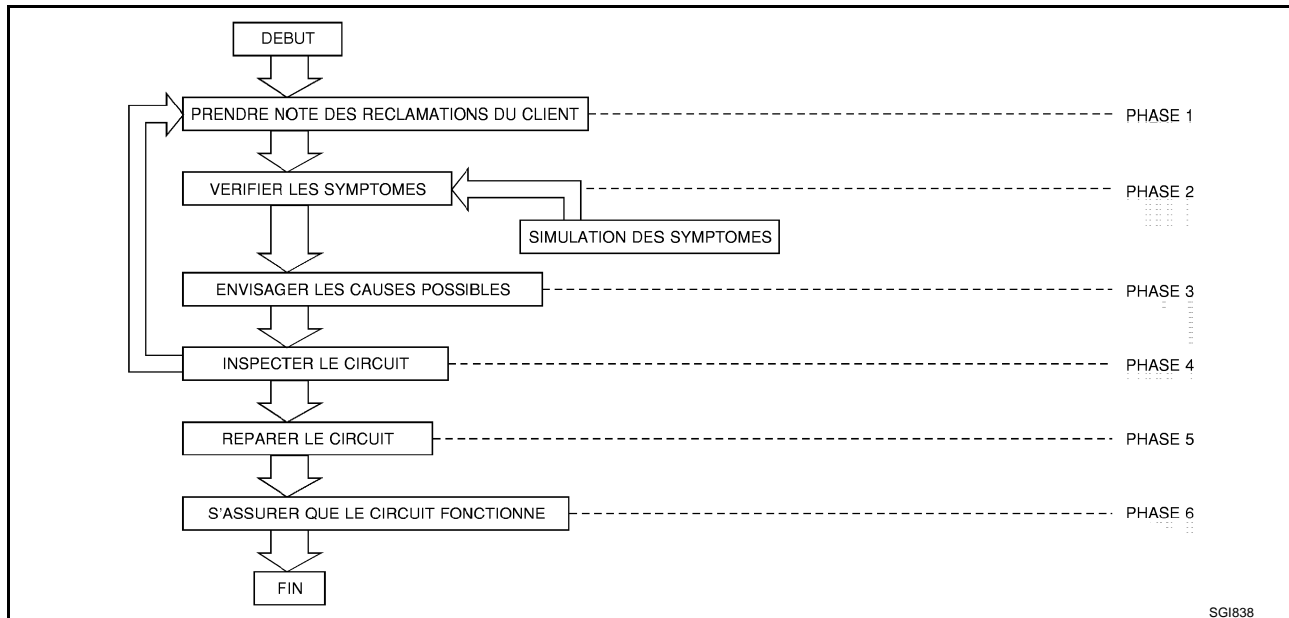 DEBUT
PRENDRE NOTE DES RECLAMATIONS DU CLIENT
PHASE 1
VERIFIER LES SYMPTOMES
PHASE 2
SIMULATION DES SYMPTOMES
ENVISAGER LES CAUSES POSSIBLES
PHASE 3
INSPECTER LE CIRCUIT
PHASE 4
REPARER LE CIRCUIT
PHASE 5
S'ASSURER QUE LE CIRCUIT FONCTIONNE
PHASE 6
FIN
SGI838